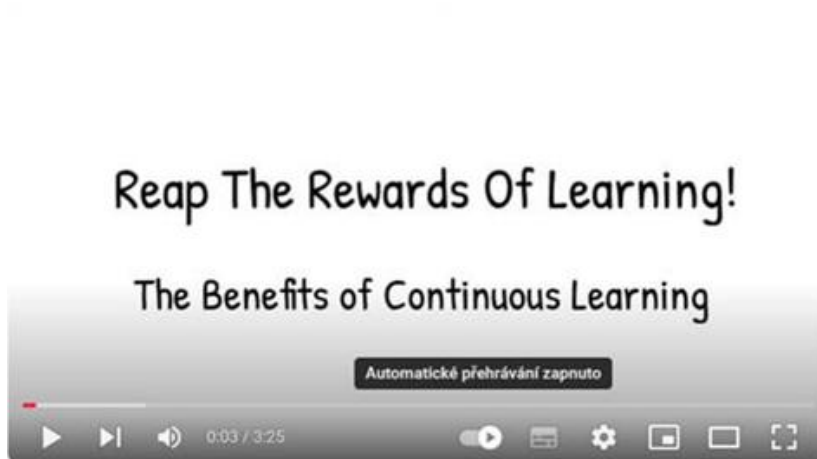 Reap The Rewards Of Learning!
The Benefits of Continuous Learning
Automatické přehrávání zapnuto
0:03 / 3:25